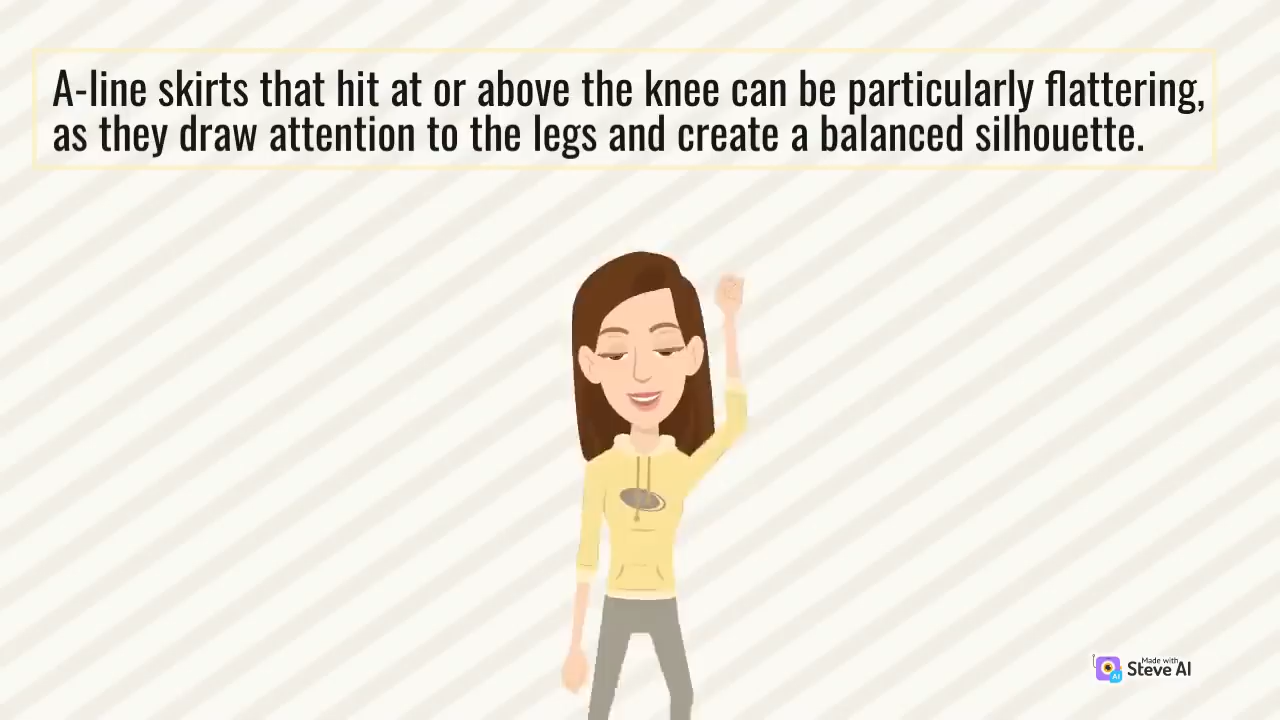 A-line skirts that hit at or above the knee can be particularly flattering,
as they draw attention to the legs and create a balanced silhouette.
Made with
Steve AI
AI